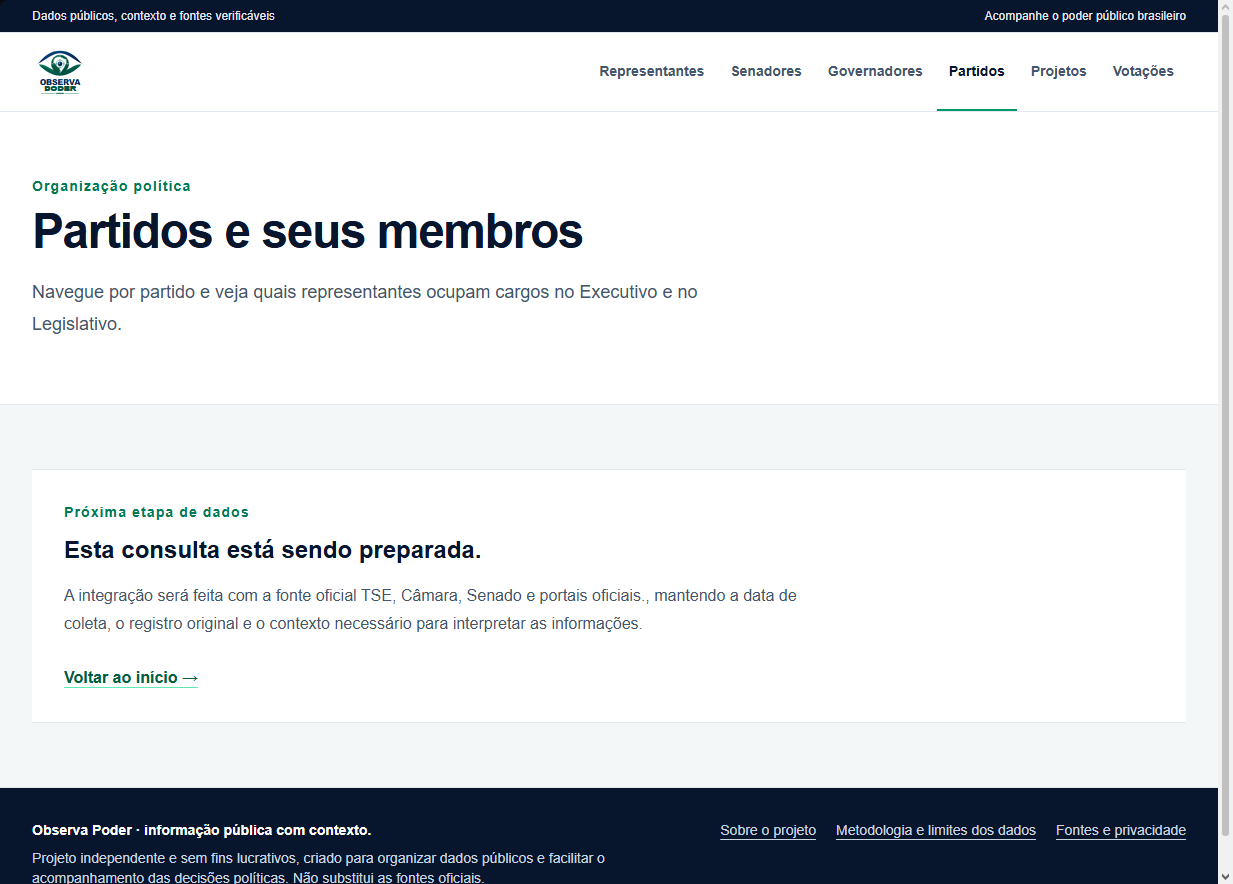 Dados públicos, contexto e fontes verificáveis
Acompanhe o poder público brasileiro
OBSERVA
PODER
Representantes
Senadores
Governadores
Partidos
Projetos
Votações
Organização política
Partidos e seus membros
Navegue por partido e veja quais representantes ocupam cargos no Executivo e no
Legislativo.
Próxima etapa de dados
Esta consulta está sendo preparada.
A integração será feita com a fonte oficial TSE, Câmara, Senado e portais oficiais., mantendo a data de
coleta, o registro original e o contexto necessário para interpretar as informações.
Voltar ao início →
Observa Poder · informação pública com contexto.
Sobre o projeto
Metodologia e limites dos dados
Fontes e privacidade
Projeto independente e sem fins lucrativos, criado para organizar dados públicos e facilitar o
acompanhamento das decisões políticas. Não substitui as fontes oficiais.